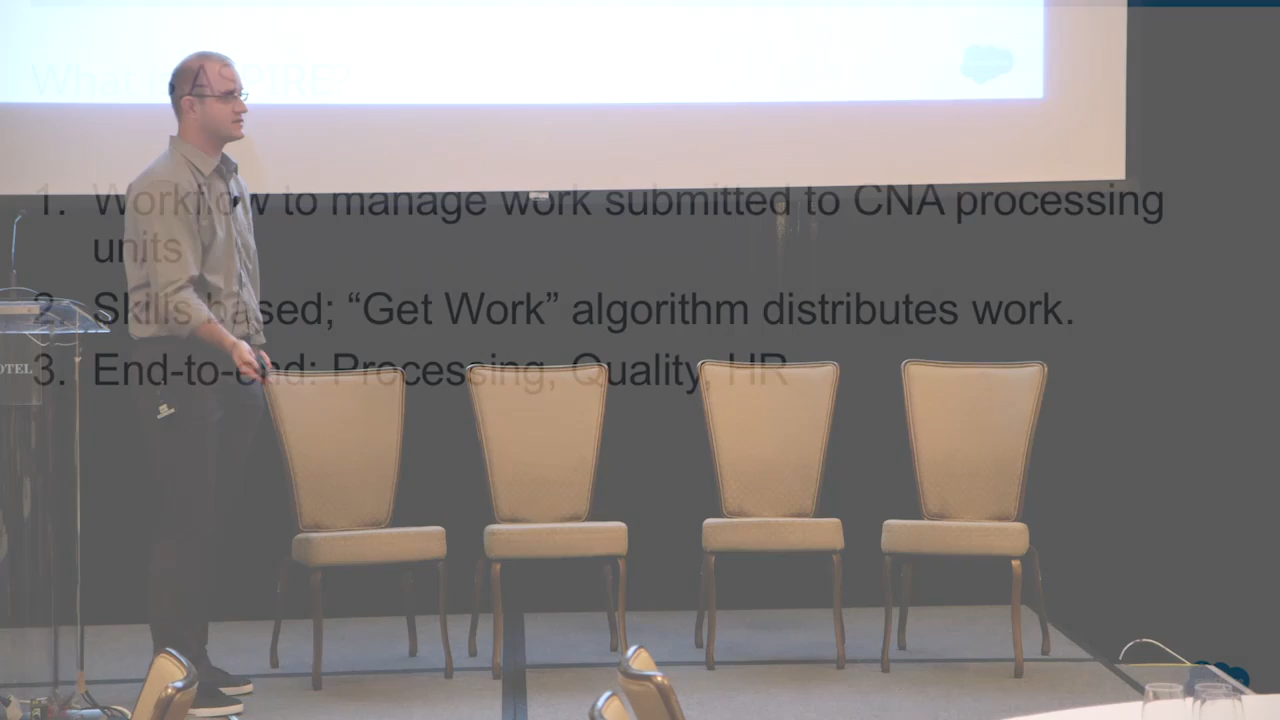 What is ASPIRE?
1. Workflow to manage work submitted to CNA processing
units
2. Skills based; “Get Work” algorithm distributes work.
3. End-to-end: Processing, Quality, HR
OTEL